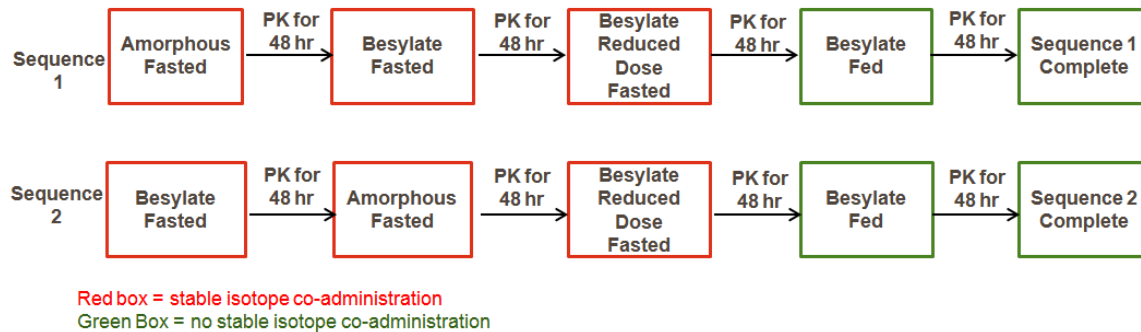 Sequence 1
Amorphous Fasted
PK for 48 hr
Besylate Fasted
PK for 48 hr
Besylate Reduced Dose Fasted
PK for 48 hr
Besylate Fed
PK for 48 hr
Sequence 1 Complete
Sequence 2
Besylate Fasted
PK for 48 hr
Amorphous Fasted
PK for 48 hr
Besylate Reduced Dose Fasted
PK for 48 hr
Besylate Fed
PK for 48 hr
Sequence 2 Complete
Red box = stable isotope co-administration
Green Box = no stable isotope co-administration